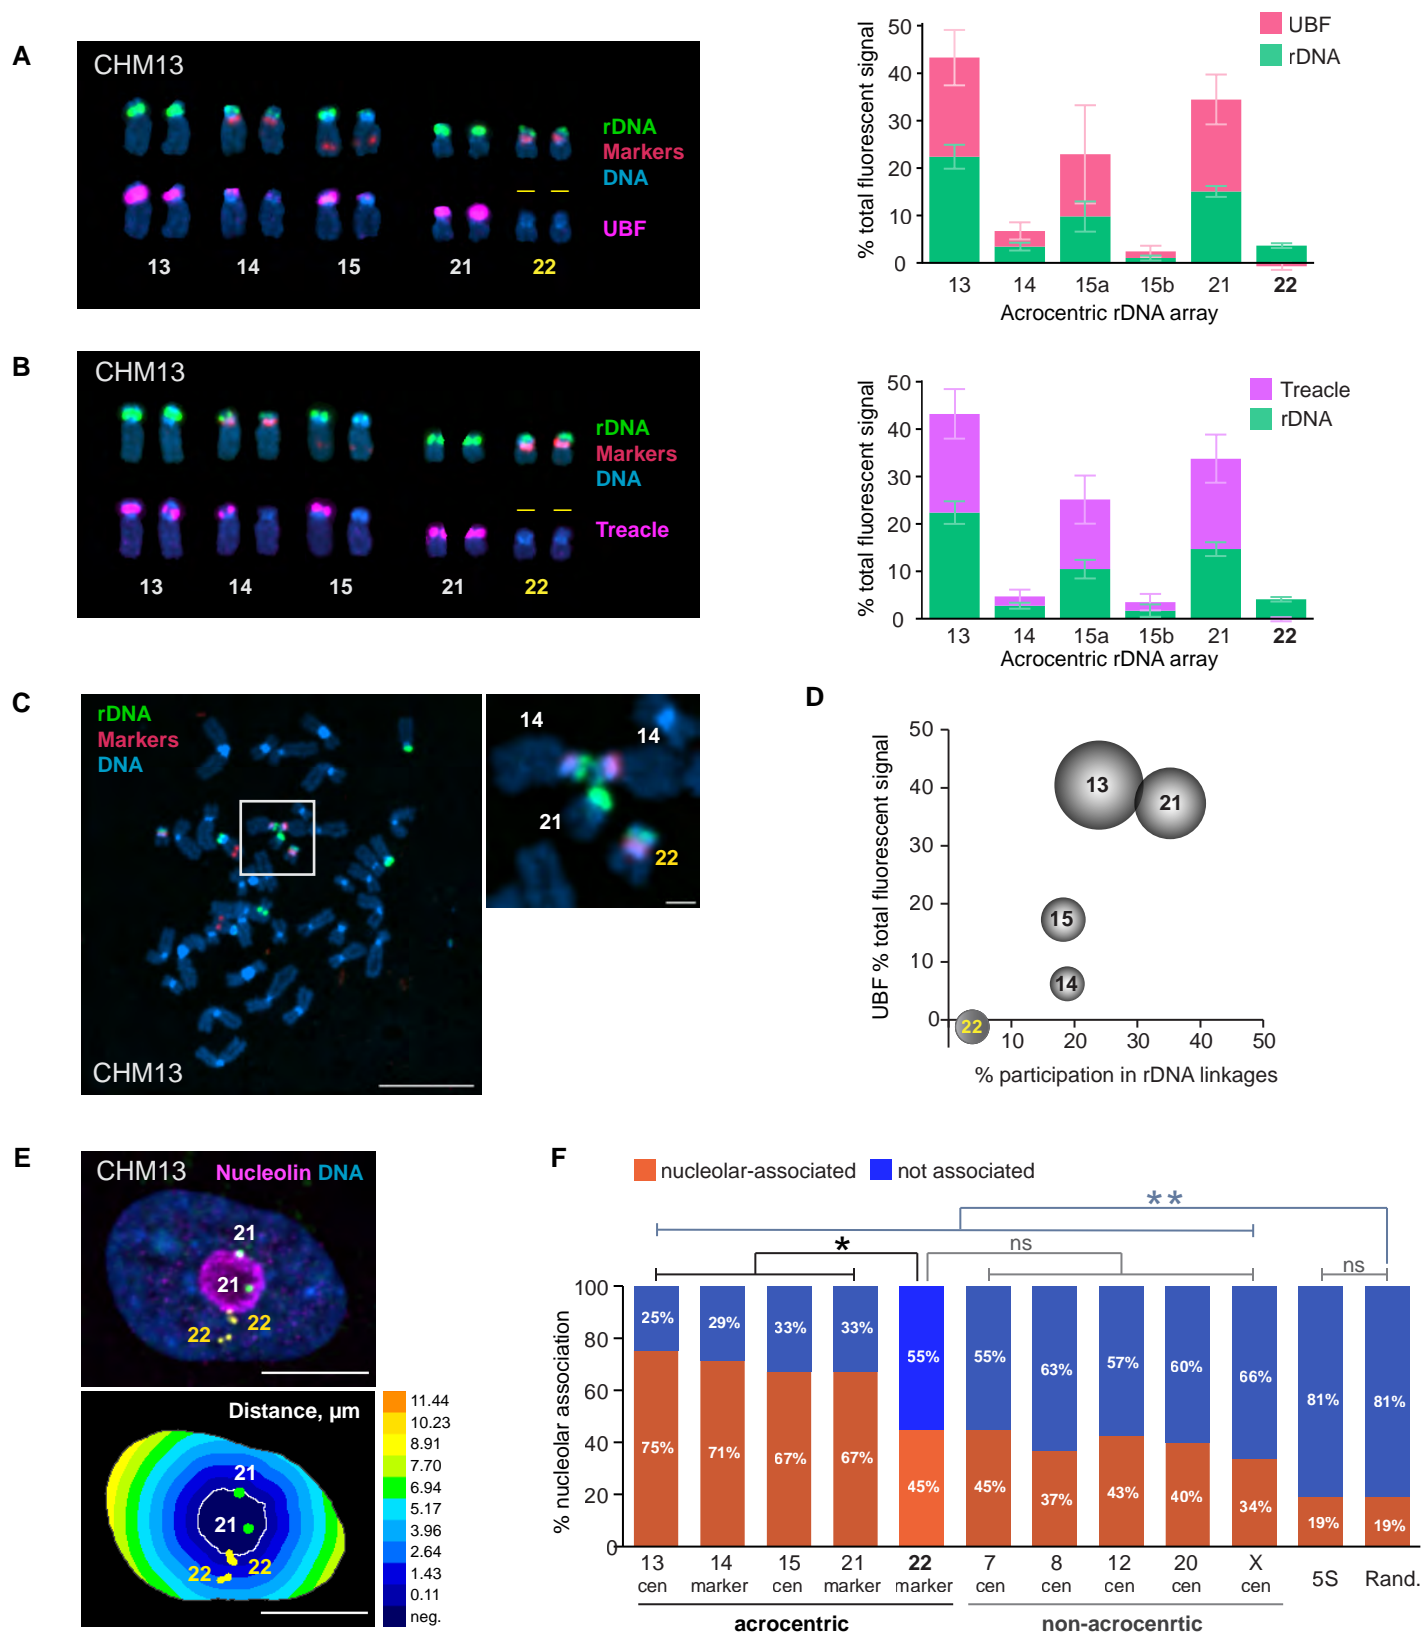 A
CHM13
rDNA
Markers
DNA
UBF
13 14 15 21 22
% total fluorescent signal
50
40
30
20
10
0
UBF
rDNA
13 14 15a 15b 21 22
Acrocentric rDNA array
B
CHM13
rDNA
Markers
DNA
Treacle
13 14 15 21 22
% total fluorescent signal
50
40
30
20
10
0
Treacle
rDNA
13 14 15a 15b 21 22
Acrocentric rDNA array
C
rDNA
Markers
DNA
CHM13
14
14
21
22
D
UBF % total fluorescent signal
50
40
30
20
10
0
13
21
15
14
22
10 20 30 40 50
% participation in rDNA linkages
E
CHM13 Nucleolin DNA
21
21
22
22
Distance, µm
21
21
22
22
11.44
10.23
8.91
7.70
6.94
5.17
3.96
2.64
1.43
0.11
neg.
F
nucleolar-associated not associated
**
*
ns
ns
% nucleolar association
100
80
60
40
20
0
25% 29% 33% 33% 55% 55% 63% 57% 60% 66% 81% 81%
75% 71% 67% 67% 45% 45% 37% 43% 40% 34% 19% 19%
13 14 15 21 22 7 8 12 20 X
cen marker cen marker marker cen cen cen cen cen
5S Rand.
acrocentric non-acrocenrtic